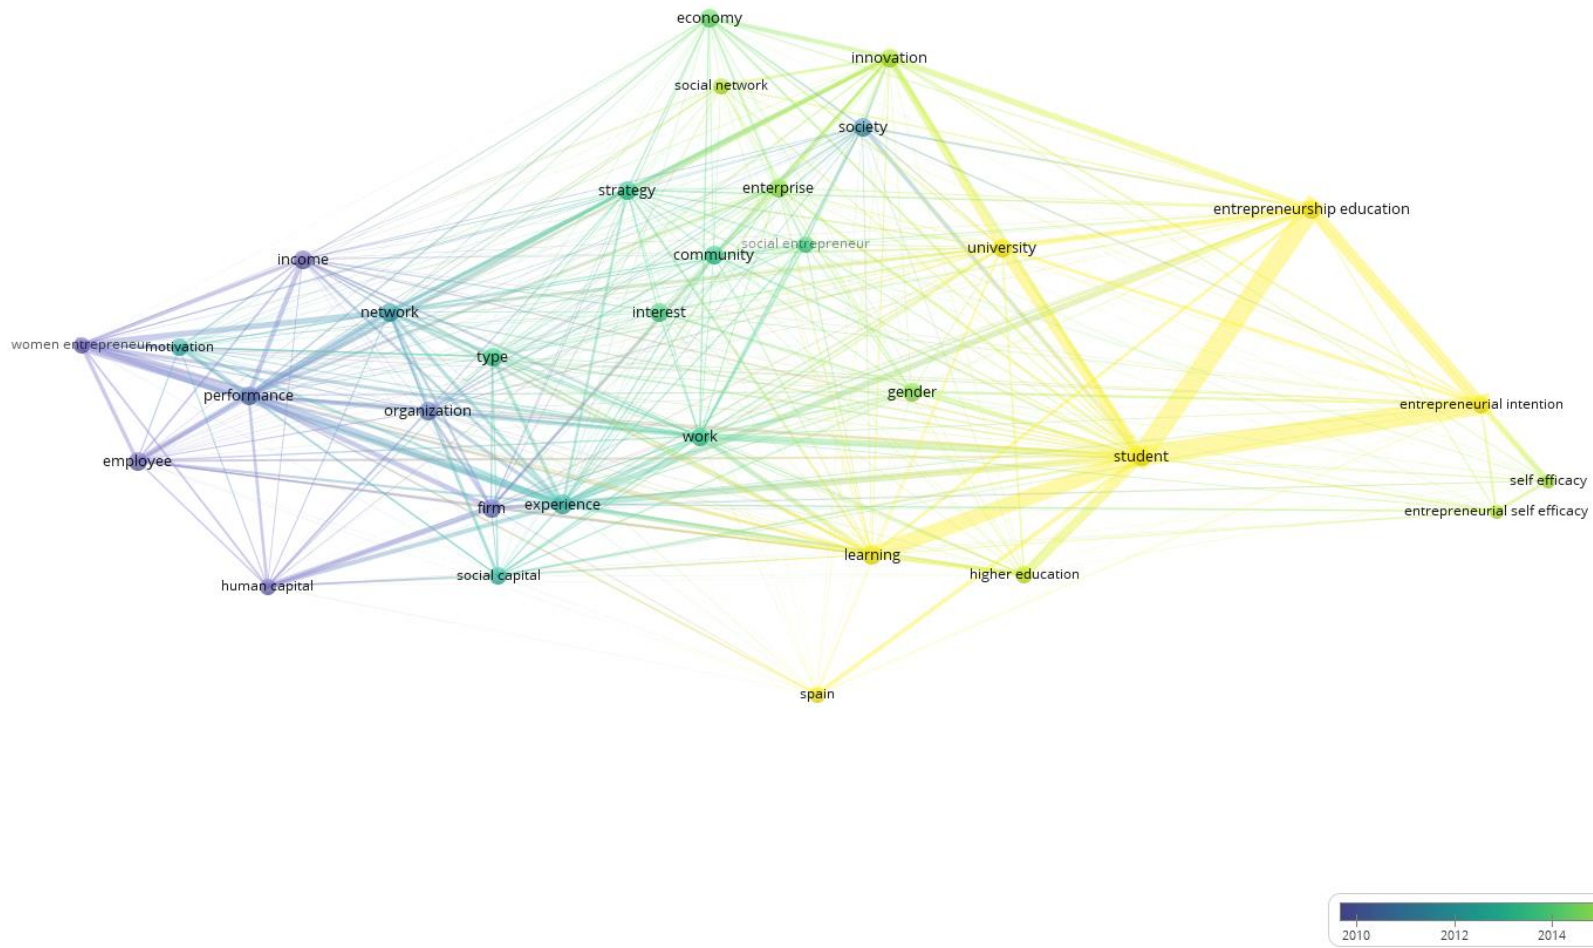 economy
innovation
social network
society
strategy
enterprise
entrepreneurship education
social entrepreneur
university
community
income
network
interest
women entrepreneur
motivation
type
performance
gender
organization
entrepreneurial intention
work
student
employee
self efficacy
firm
experience
entrepreneurial self efficacy
learning
higher education
social capital
human capital
spain
2010 2012 2014